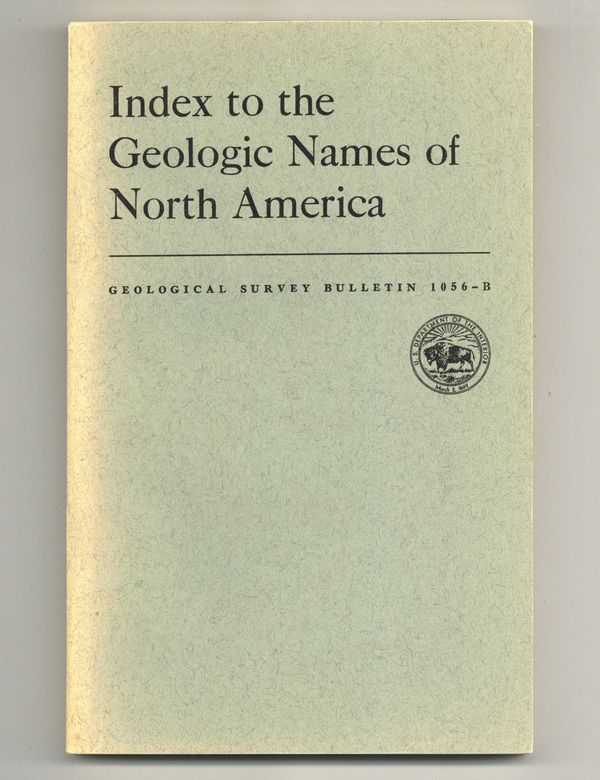 Index to the
Geologic Names of
North America
GEOLOGICAL SURVEY BULLETIN 1056-B
U. S. DEPARTMENT OF THE INTERIOR
March 3, 1849